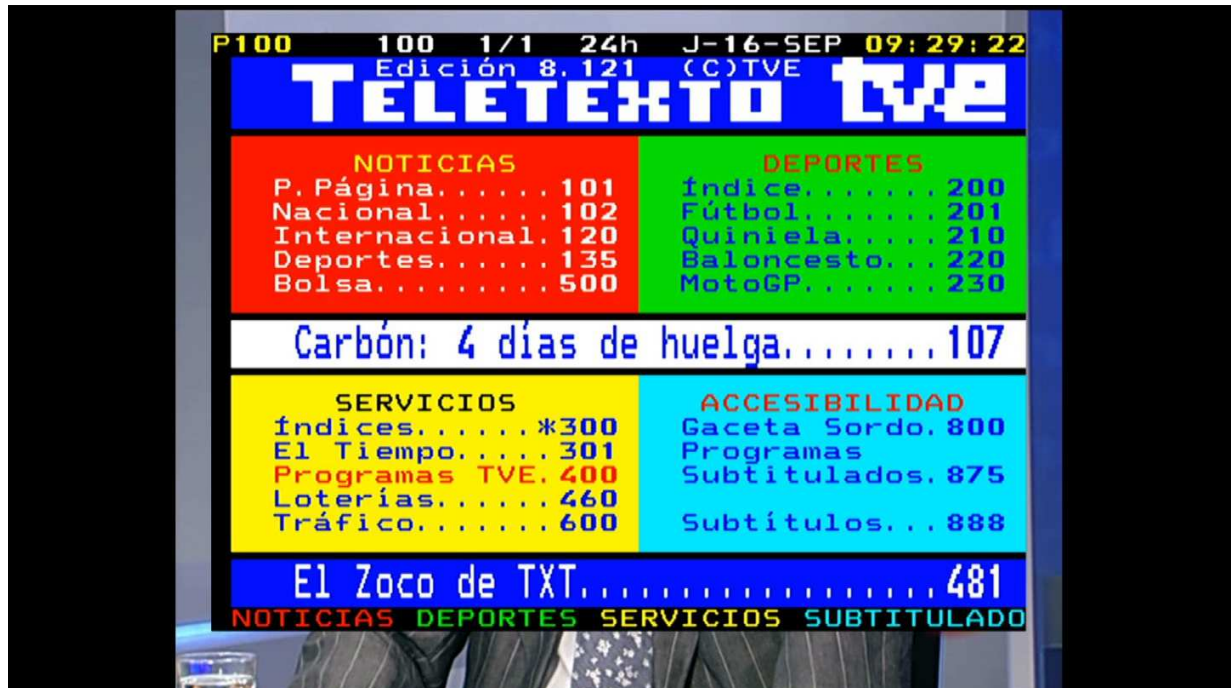 P100 100 1/1 24h J-16-SEP 09:29:22
Edición 8.121 (C)TVE
TELETEXTO tve
NOTICIAS
P.Página......101
Nacional......102
Internacional.120
Deportes......135
Bolsa.........500
DEPORTES
Índice.......200
Fútbol.......201
Quiniela.....210
Baloncesto...220
MotoGP.......230
Carbón: 4 días de huelga........107
SERVICIOS
Índices......*300
El Tiempo.....301
Programas TVE.400
Loterías......460
Tráfico.......600
ACCESIBILIDAD
Gaceta Sordo.800
Programas
Subtitulados.875
Subtítulos...888
El Zoco de TXT..................481
NOTICIAS DEPORTES SERVICIOS SUBTITULADO